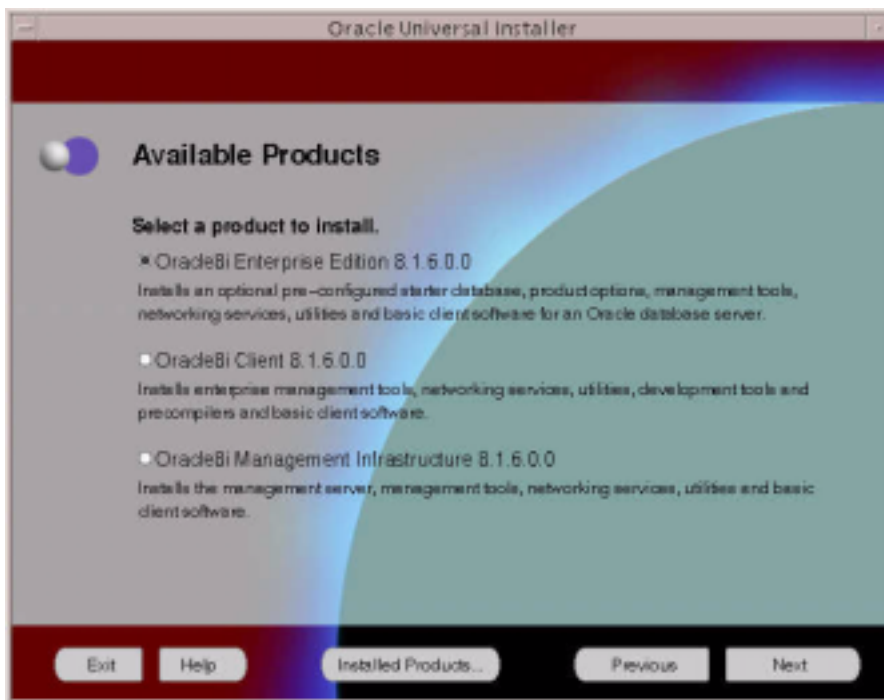 Oracle Universal Installer
Available Products
Select a product to install.
Oracle8i Enterprise Edition 8.1.6.0.0
Installs an optional pre-configured starter database, product options, management tools,
networking services, utilities and basic client software for an Oracle database server.
Oracle8i Client 8.1.6.0.0
Installs enterprise management tools, networking services, utilities, development tools and
precompilers and basic client software.
Oracle8i Management Infrastructure 8.1.6.0.0
Installs the management server, management tools, networking services, utilities and basic
client software.
Exit Help Installed Products... Previous Next